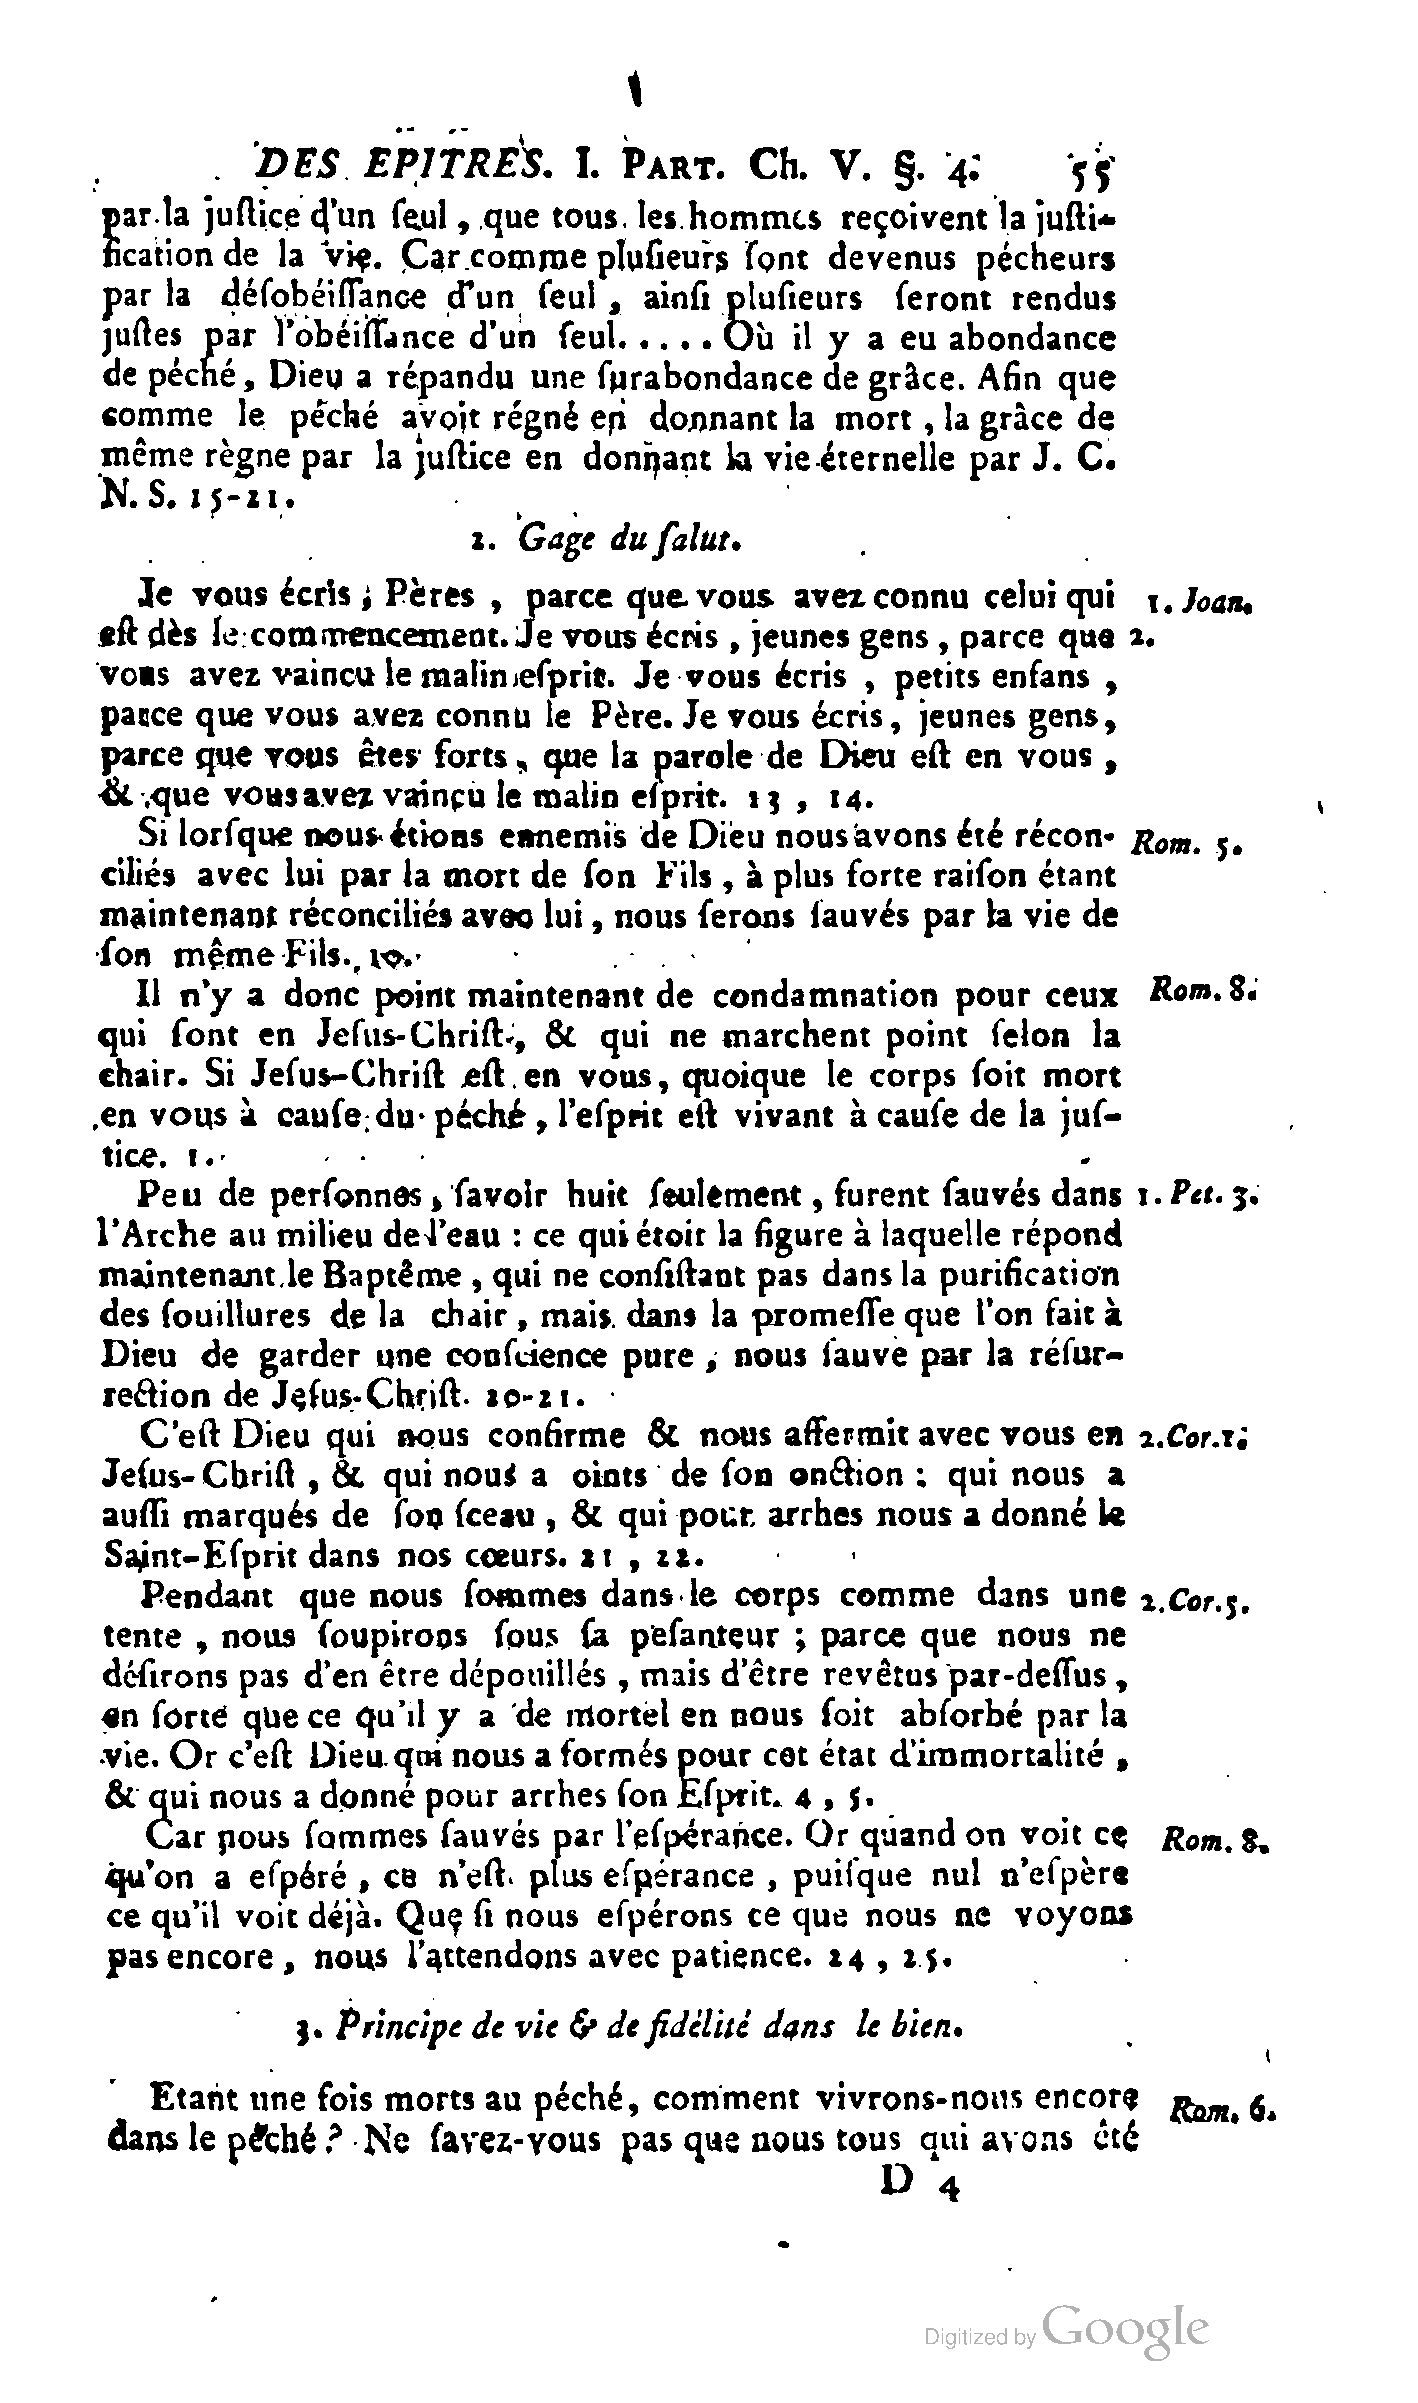 DES EPITRES. I. PART. Ch. V. §. 4. 55
par la juſtice d'un ſeul, que tous les hommes reçoivent la juſti-
fication de la vie. Car comme pluſieurs ſont devenus pécheurs
par la déſobéiſſance d'un ſeul, ainſi pluſieurs ſeront rendus
juſtes par l'obéiſſance d'un ſeul. . . . . Où il y a eu abondance
de péché, Dieu a répandu une ſurabondance de grâce. Afin que
comme le péché avoit régné en donnant la mort, la grâce de
même règne par la juſtice en donnant la vie éternelle par J. C.
N. S. 15-21.
2. Gage du ſalut.
Je vous écris, Pères, parce que vous avez connu celui qui 1. Joan.
eſt dès le commencement. Je vous écris, jeunes gens, parce que 2.
vous avez vaincu le malin eſprit. Je vous écris, petits enfans,
parce que vous avez connu le Père. Je vous écris, jeunes gens,
parce que vous êtes forts, que la parole de Dieu eſt en vous,
& que vous avez vaincu le malin eſprit. 13, 14.
Si lorſque nous étions ennemis de Dieu nous avons été récon- Rom. 5.
ciliés avec lui par la mort de ſon Fils, à plus forte raiſon étant
maintenant réconciliés avec lui, nous ſerons ſauvés par la vie de
ſon même Fils. 10.
Il n'y a donc point maintenant de condamnation pour ceux Rom. 8.
qui ſont en Jeſus-Chriſt, & qui ne marchent point ſelon la
chair. Si Jeſus-Chriſt eſt en vous, quoique le corps ſoit mort
en vous à cauſe du péché, l'eſprit eſt vivant à cauſe de la juſ-
tice. 1.
Peu de perſonnes, ſavoir huit ſeulement, furent ſauvés dans 1. Pet. 3.
l'Arche au milieu de l'eau : ce qui étoit la figure à laquelle répond
maintenant le Baptême, qui ne conſiſtant pas dans la purification
des ſouillures de la chair, mais dans la promeſſe que l'on fait à
Dieu de garder une conſcience pure, nous ſauve par la réſur-
rection de Jeſus-Chriſt. 20-21.
C'eſt Dieu qui nous confirme & nous affermit avec vous en 2. Cor. 1.
Jeſus-Chriſt, & qui nous a oints de ſon onction : qui nous a
auſſi marqués de ſon ſceau, & qui pour arrhes nous a donné le
Saint-Eſprit dans nos cœurs. 21, 22.
Pendant que nous ſommes dans le corps comme dans une 2. Cor. 5.
tente, nous ſoupirons ſous ſa peſanteur ; parce que nous ne
déſirons pas d'en être dépouillés, mais d'être revêtus par-deſſus,
en ſorte que ce qu'il y a de mortel en nous ſoit abſorbé par la
vie. Or c'eſt Dieu qui nous a formés pour cet état d'immortalité,
& qui nous a donné pour arrhes ſon Eſprit. 4, 5.
Car nous ſommes ſauvés par l'eſpérance. Or quand on voit ce Rom. 8.
qu'on a eſpéré, ce n'eſt plus eſpérance, puiſque nul n'eſpère
ce qu'il voit déjà. Que ſi nous eſpérons ce que nous ne voyons
pas encore, nous l'attendons avec patience. 24, 25.
3. Principe de vie & de fidélité dans le bien.
Etant une fois morts au péché, comment vivrons-nous encore Rom. 6.
dans le péché ? Ne ſavez-vous pas que nous tous qui avons été
D 4
Digitized by Google